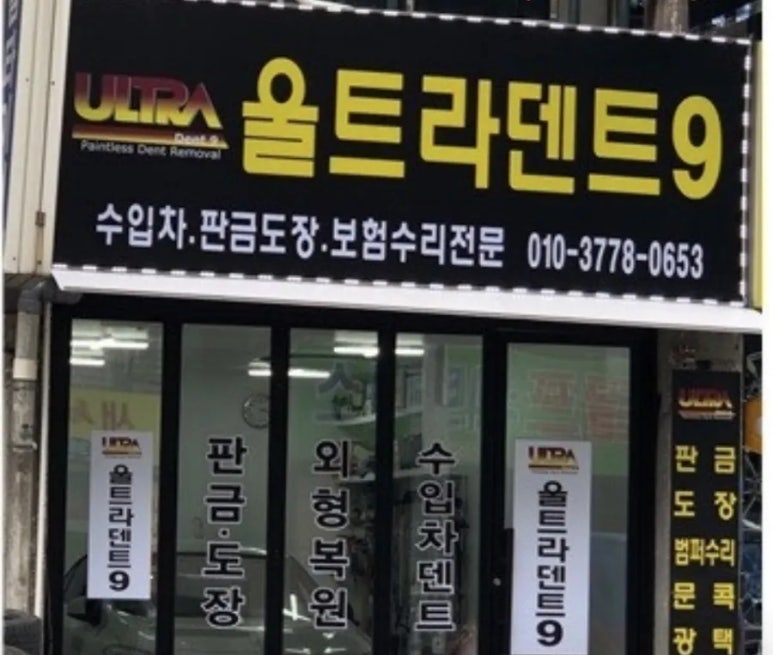 ULTRA
Dent 9
Paintless Dent Removal
울트라덴트9
수입차.판금도장.보험수리전문 010-3778-0653
ULTRA
울트라덴트9
판금·도장
외형복원
수입차덴트
ULTRA
울트라덴트9
ULTRA
판금
도장
범퍼수리
문콕
광택